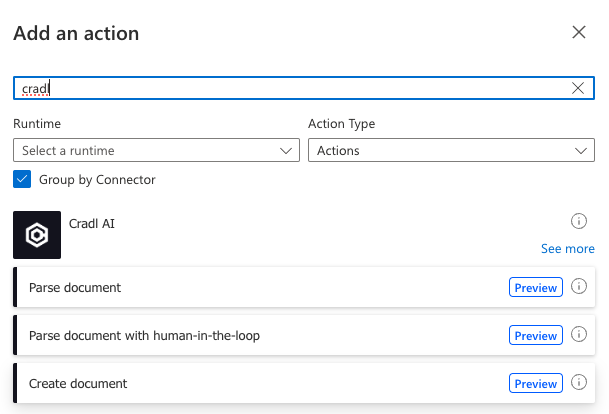 Add an action
cradl
Runtime Action Type
Select a runtime Actions
Group by Connector
Cradl AI
See more
Parse document Preview
Parse document with human-in-the-loop Preview
Create document Preview